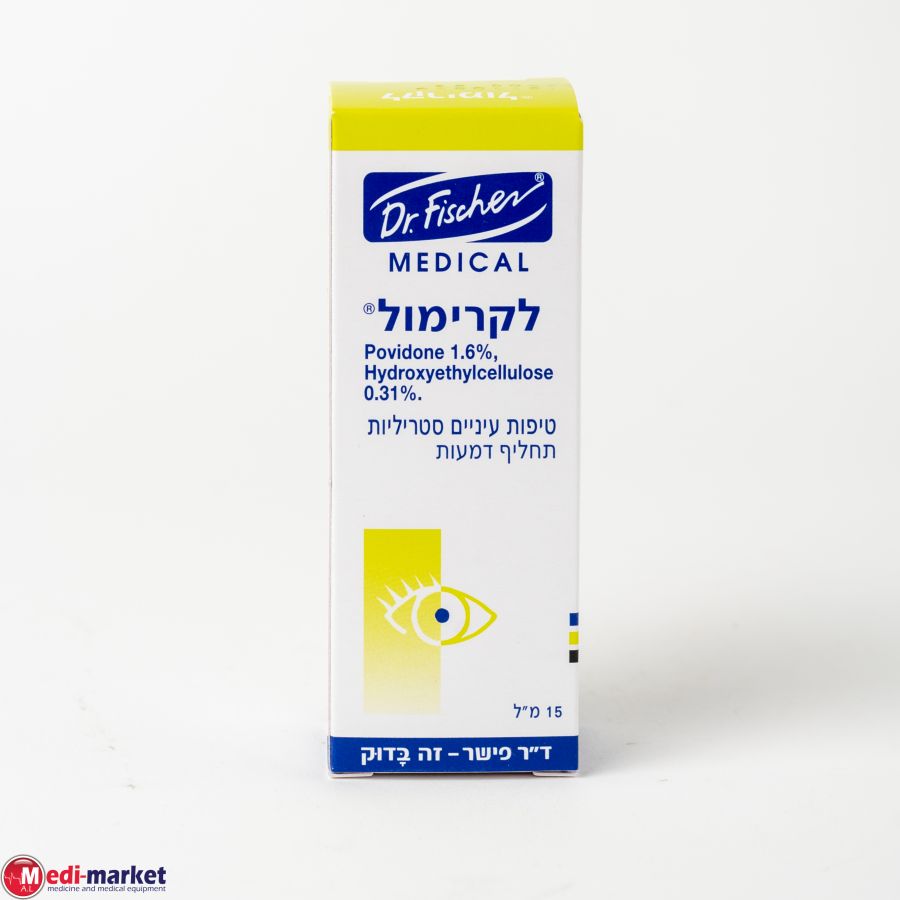 לקרימול®
Dr. Fischer®
MEDICAL
לקרימול®
Povidone 1.6%,
Hydroxyethylcellulose
0.31%.
טיפות עיניים סטריליות
תחליף דמעות
15 מ"ל
ד"ר פישר – זה בָּדוּק
Medi-market
A.L
medicine and medical equipment